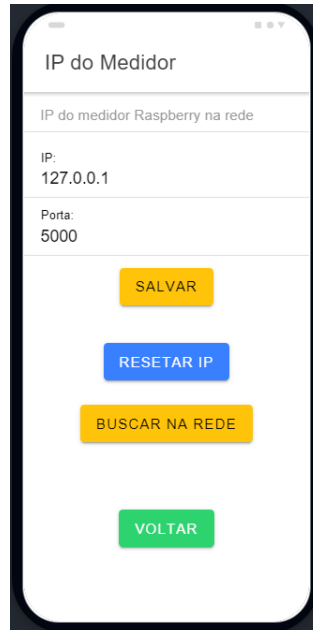 IP do Medidor
IP do medidor Raspberry na rede
IP:
127.0.0.1
Porta:
5000
SALVAR
RESETAR IP
BUSCAR NA REDE
VOLTAR